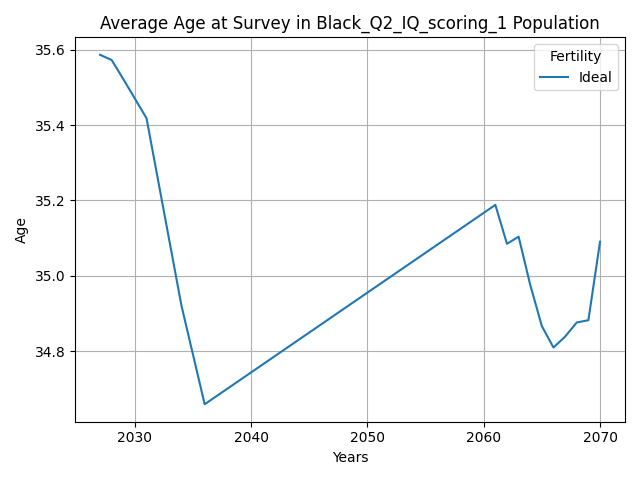 Average Age at Survey in Black_Q2_IQ_scoring_1 Population
Fertility
Ideal
35.6
35.4
35.2
35.0
34.8
Age
2030
2040
2050
2060
2070
Years